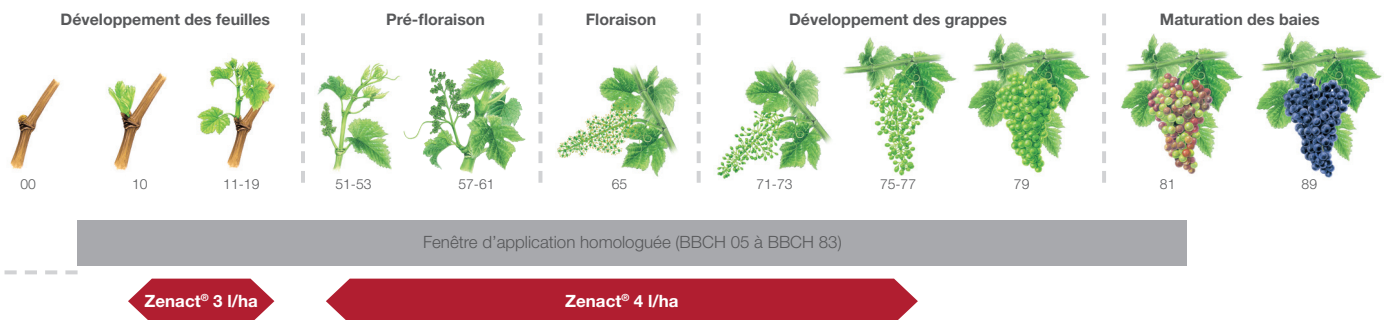 Développement des feuilles
Pré-floraison
Floraison
Développement des grappes
Maturation des baies
00
10
11-19
51-53
57-61
65
71-73
75-77
79
81
89
Fenêtre d'application homologuée (BBCH 05 à BBCH 83)
Zenact® 3 l/ha
Zenact® 4 l/ha